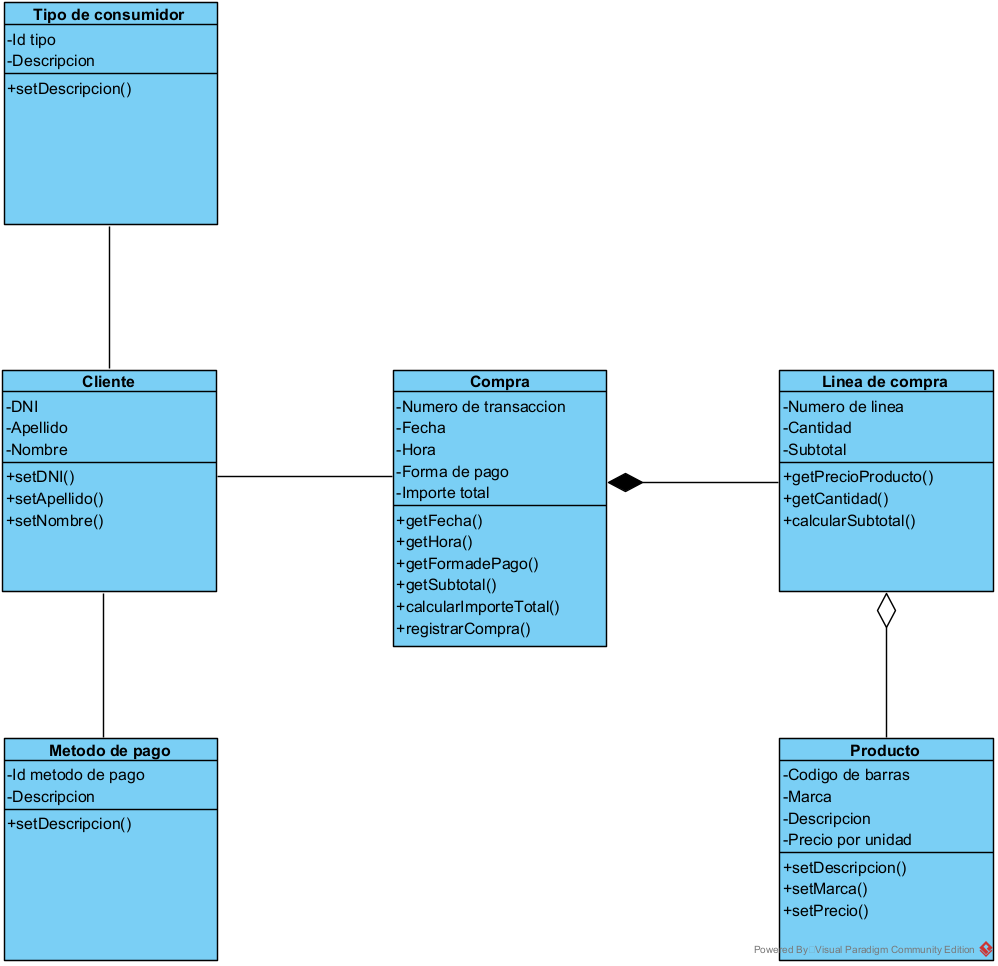 Tipo de consumidor
-Id tipo
-Descripcion
+setDescripcion()
Cliente
-DNI
-Apellido
-Nombre
+setDNI()
+setApellido()
+setNombre()
Compra
-Numero de transaccion
-Fecha
-Hora
-Forma de pago
-Importe total
+getFecha()
+getHora()
+getFormadePago()
+getSubtotal()
+calcularImporteTotal()
+registrarCompra()
Linea de compra
-Numero de linea
-Cantidad
-Subtotal
+getPrecioProducto()
+getCantidad()
+calcularSubtotal()
Metodo de pago
-Id metodo de pago
-Descripcion
+setDescripcion()
Producto
-Codigo de barras
-Marca
-Descripcion
-Precio por unidad
+setDescripcion()
+setMarca()
+setPrecio()
Powered By Visual Paradigm Community Edition